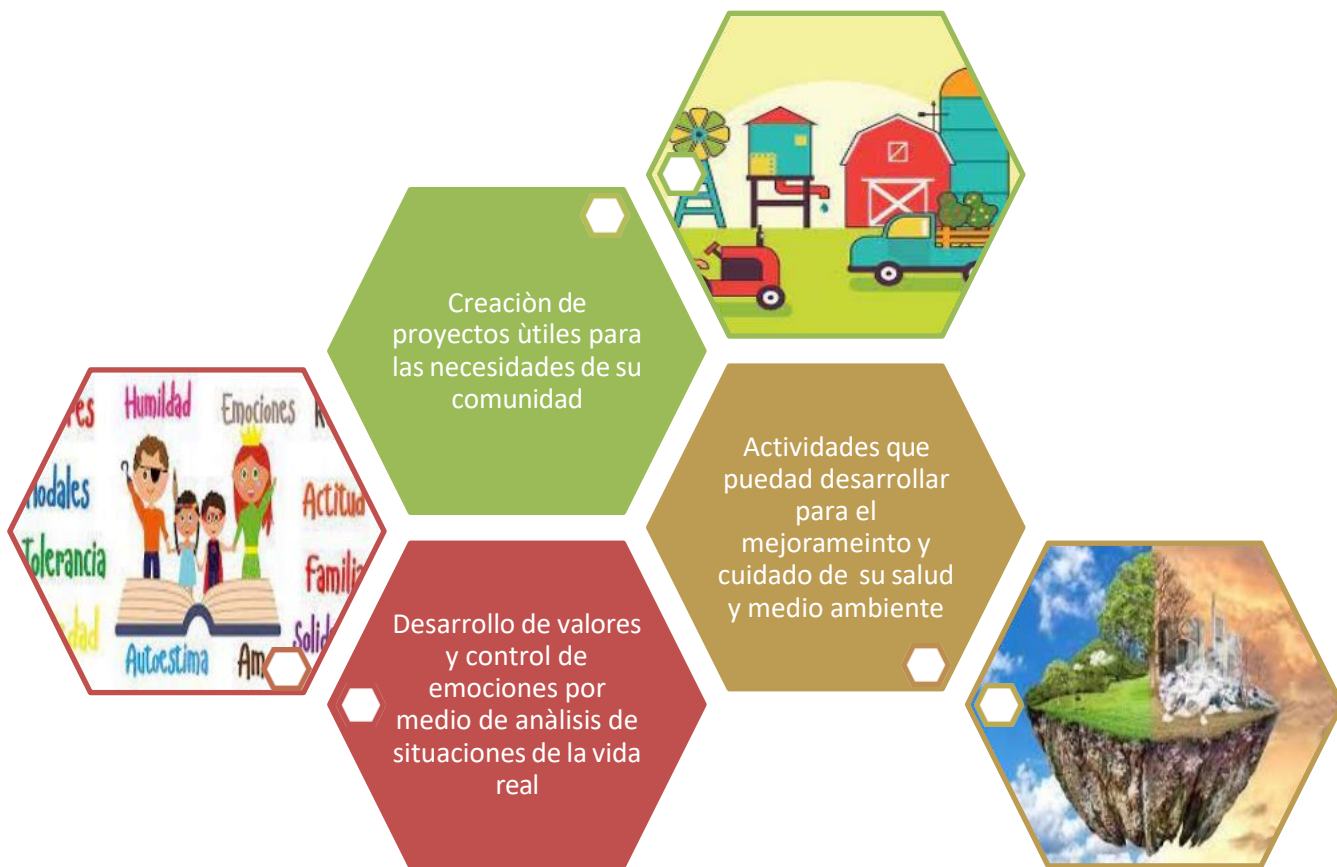 Creaciòn de
proyectos ùtiles para
las necesidades de su
comunidad
Actividades que
puedad desarrollar
para el
mejorameinto y
cuidado de su salud
y medio ambiente
Desarrollo de valores
y control de
emociones por
medio de anàlisis de
situaciones de la vida
real
Humildad
Emociones
Actitud
Tolerancia
Autoestima